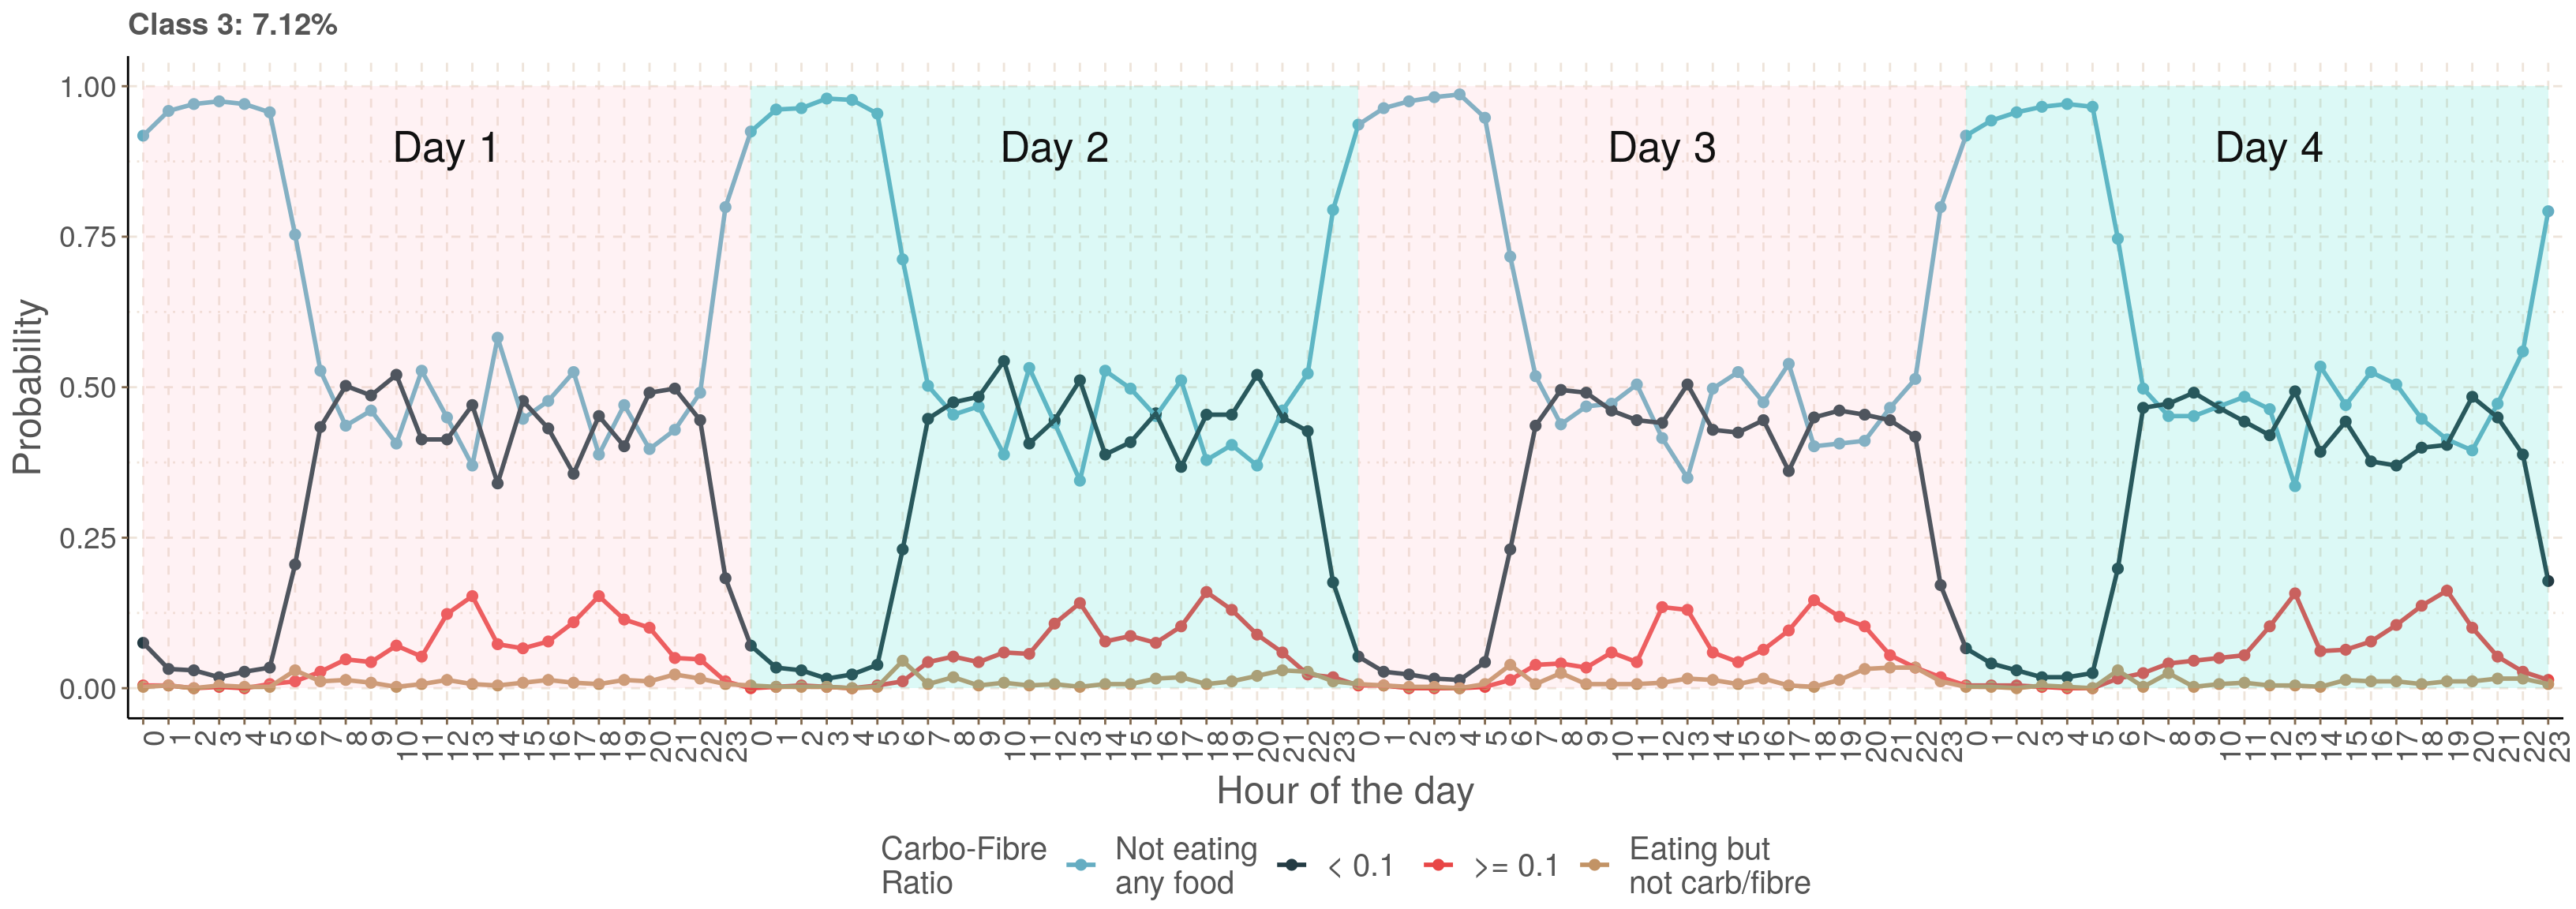 Class 3: 7.12%
1.00
0.75
0.50
0.25
0.00
Probability
Day 1
Day 2
Day 3
Day 4
0 1 2 3 4 5 6 7 8 9 10 11 12 13 14 15 16 17 18 19 20 21 22 23 0 1 2 3 4 5 6 7 8 9 10 11 12 13 14 15 16 17 18 19 20 21 22 23 0 1 2 3 4 5 6 7 8 9 10 11 12 13 14 15 16 17 18 19 20 21 22 23 0 1 2 3 4 5 6 7 8 9 10 11 12 13 14 15 16 17 18 19 20 21 22 23
Hour of the day
Carbo-Fibre
Ratio
Not eating
any food
< 0.1
>= 0.1
Eating but
not carb/fibre